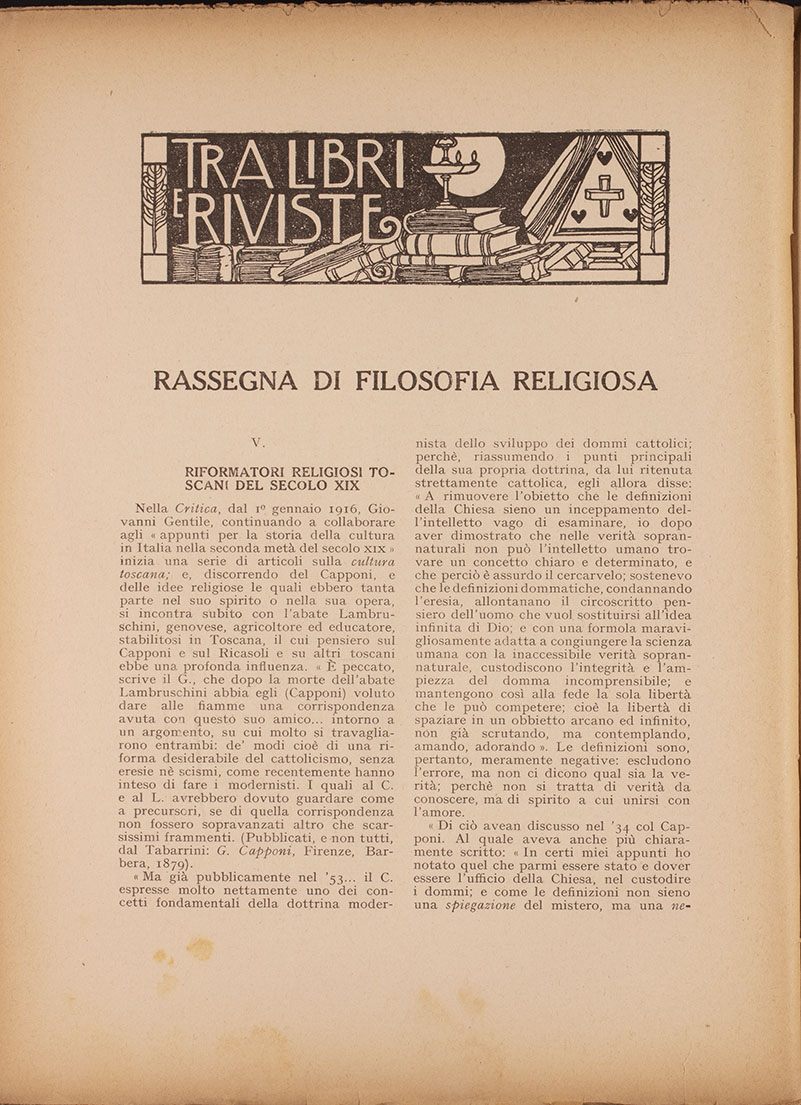 TRA LIBRI
E RIVISTE
RASSEGNA DI FILOSOFIA RELIGIOSA
V.
RIFORMATORI RELIGIOSI TO-
SCANI DEL SECOLO XIX
Nella Critica, dal 1º gennaio 1916, Gio-
vanni Gentile, continuando a collaborare
agli « appunti per la storia della cultura
in Italia nella seconda metà del secolo XIX »
inizia una serie di articoli sulla cultura
toscana; e, discorrendo del Capponi, e
delle idee religiose le quali ebbero tanta
parte nel suo spirito o nella sua opera,
si incontra subito con l'abate Lambru-
schini, genovese, agricoltore ed educatore,
stabilitosi in Toscana, il cui pensiero sul
Capponi e sul Ricasoli e su altri toscani
ebbe una profonda influenza. « È peccato,
scrive il G., che dopo la morte dell'abate
Lambruschini abbia egli (Capponi) voluto
dare alle fiamme una corrispondenza
avuta con questo suo amico... intorno a
un argomento, su cui molto si travaglia-
rono entrambi: de' modi cioè di una ri-
forma desiderabile del cattolicismo, senza
eresie nè scismi, come recentemente hanno
inteso di fare i modernisti. I quali al C.
e al L. avrebbero dovuto guardare come
a precursori, se di quella corrispondenza
non fossero sopravanzati altro che scar-
sissimi frammenti. (Pubblicati, e non tutti,
dal Tabarrini: G. Capponi, Firenze, Bar-
bera, 1879).
« Ma già pubblicamente nel '53... il C.
espresse molto nettamente uno dei con-
cetti fondamentali della dottrina moder-
nista dello sviluppo dei dommi cattolici;
perchè, riassumendo i punti principali
della sua propria dottrina, da lui ritenuta
strettamente cattolica, egli allora disse:
« A rimuovere l'obietto che le definizioni
della Chiesa sieno un inceppamento del-
l'intelletto vago di esaminare, io dopo
aver dimostrato che nelle verità sopran-
naturali non può l'intelletto umano tro-
vare un concetto chiaro e determinato, e
che perciò è assurdo il cercarvelo; sostenevo
che le definizioni dommatiche, condannando
l'eresia, allontanano il circoscritto pen-
siero dell'uomo che vuol sostituirsi all'idea
infinita di Dio; e con una formola maravi-
gliosamente adatta a congiungere la scienza
umana con la inaccessibile verità sopran-
naturale, custodiscono l'integrità e l'am-
piezza del domma incomprensibile; e
mantengono così alla fede la sola libertà
che le può competere; cioè la libertà di
spaziare in un obbietto arcano ed infinito,
non già scrutando, ma contemplando,
amando, adorando ». Le definizioni sono,
pertanto, meramente negative: escludono
l'errore, ma non ci dicono qual sia la ve-
rità; perchè non si tratta di verità da
conoscere, ma di spirito a cui unirsi con
l'amore.
« Di ciò avean discusso nel '34 col Cap-
poni. Al quale aveva anche più chiara-
mente scritto: « In certi miei appunti ho
notato quel che parmi essere stato e dover
essere l'ufficio della Chiesa, nel custodire
i dommi; e come le definizioni non sieno
una spiegazione del mistero, ma una ne-